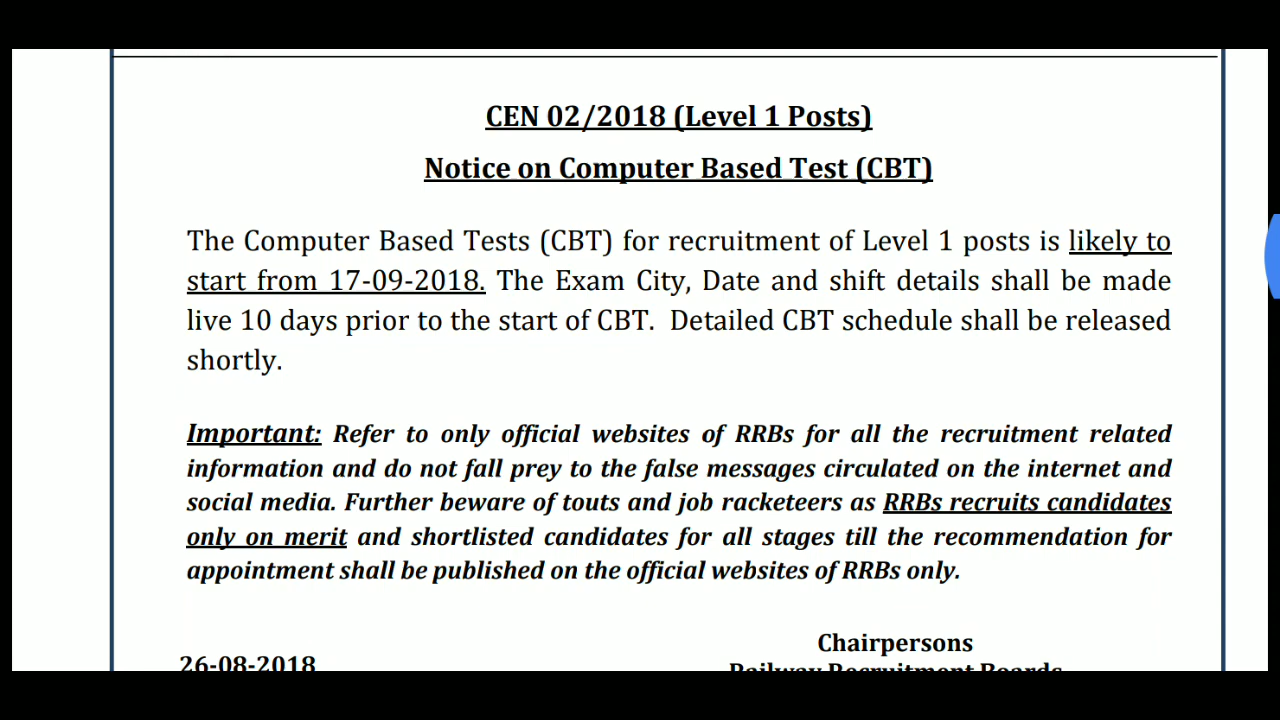 CEN 02/2018 (Level 1 Posts)
Notice on Computer Based Test (CBT)
The Computer Based Tests (CBT) for recruitment of Level 1 posts is likely to
start from 17-09-2018. The Exam City, Date and shift details shall be made
live 10 days prior to the start of CBT. Detailed CBT schedule shall be released
shortly.
Important: Refer to only official websites of RRBs for all the recruitment related
information and do not fall prey to the false messages circulated on the internet and
social media. Further beware of touts and job racketeers as RRBs recruits candidates
only on merit and shortlisted candidates for all stages till the recommendation for
appointment shall be published on the official websites of RRBs only.
Chairpersons
26-08-2018 Railway Recruitment Boards